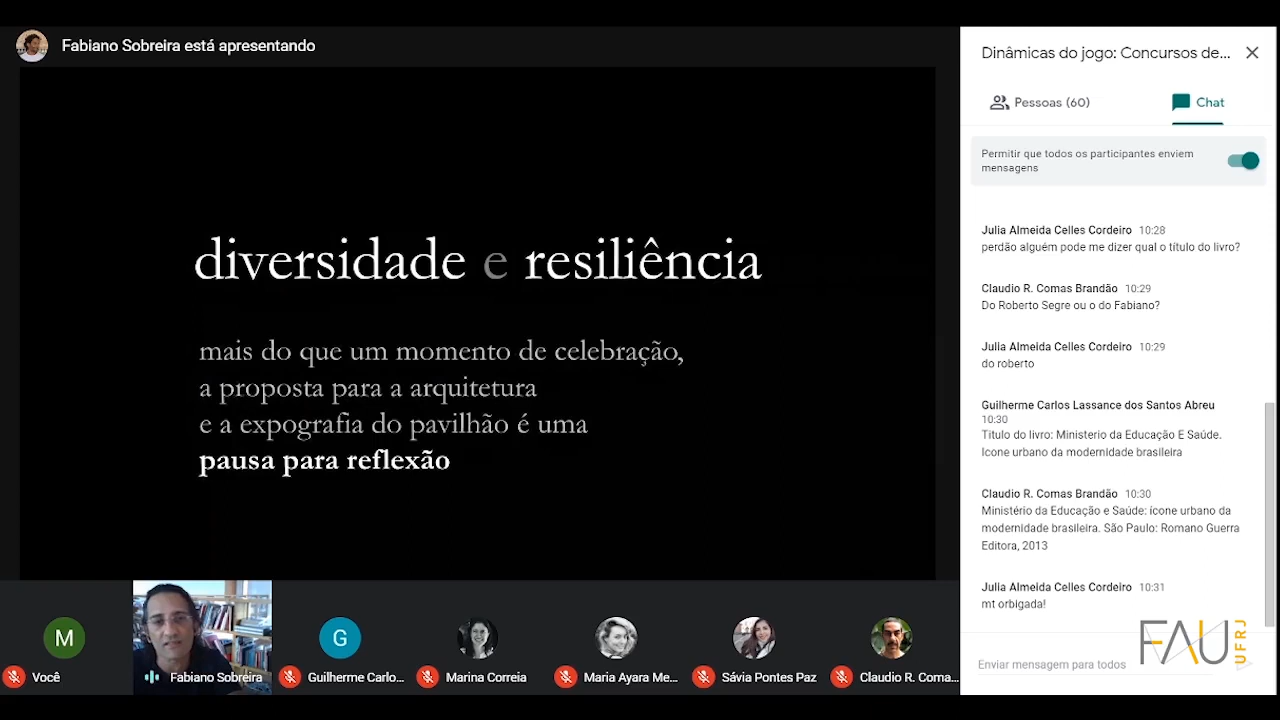 Fabiano Sobreira está apresentando
diversidade e resiliência
mais do que um momento de celebração,
a proposta para a arquitetura
e a expografia do pavilhão é uma
pausa para reflexão
M
Você
Fabiano Sobreira
G
Guilherme Carlo...
Marina Correia
Maria Ayara Me...
Sávia Pontes Paz
Claudio R. Coma...
Dinâmicas do jogo: Concursos de...
Pessoas (60)
Chat
Permitir que todos os participantes enviem
mensagens
Julia Almeida Celles Cordeiro 10:28
perdão alguém pode me dizer qual o título do livro?
Claudio R. Comas Brandão 10:29
Do Roberto Segre ou o do Fabiano?
Julia Almeida Celles Cordeiro 10:29
do roberto
Guilherme Carlos Lassance dos Santos Abreu
10:30
Titulo do livro: Ministerio da Educação E Saúde.
Icone urbano da modernidade brasileira
Claudio R. Comas Brandão 10:30
Ministério da Educação e Saúde: ícone urbano da
modernidade brasileira. São Paulo: Romano Guerra
Editora, 2013
Julia Almeida Celles Cordeiro 10:31
mt orbigada!
Enviar mensagem para todos
FAU
UFRJ